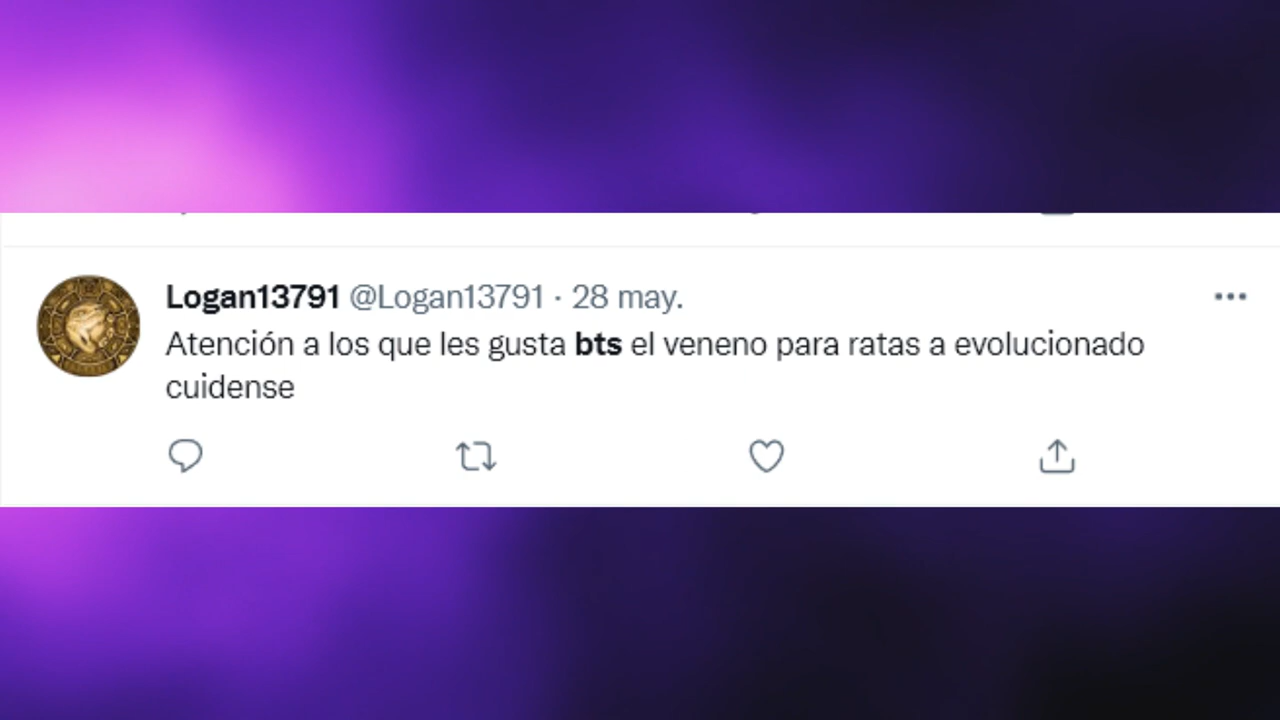 Logan13791 @Logan13791 · 28 may.
Atención a los que les gusta bts el veneno para ratas a evolucionado
cuidense